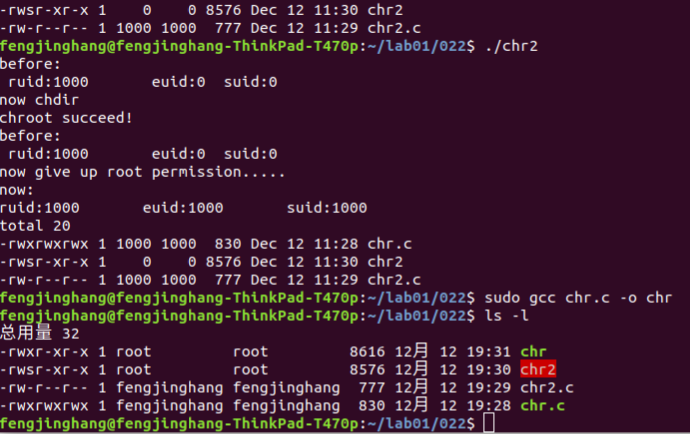 -rwsr-xr-x 1    0    0 8576 Dec 12 11:30 chr2
-rw-r--r-- 1 1000 1000  777 Dec 12 11:29 chr2.c
fengjinghang@fengjinghang-ThinkPad-T470p:~/lab01/022$ ./chr2
before:
 ruid:1000       euid:0  suid:0
now chdir
chroot succeed!
before:
 ruid:1000       euid:0  suid:0
now give up root permission.....
now:
ruid:1000       euid:1000       suid:1000
total 20
-rwxrwxrwx 1 1000 1000  830 Dec 12 11:28 chr.c
-rwsr-xr-x 1    0    0 8576 Dec 12 11:30 chr2
-rw-r--r-- 1 1000 1000  777 Dec 12 11:29 chr2.c
fengjinghang@fengjinghang-ThinkPad-T470p:~/lab01/022$ sudo gcc chr.c -o chr
fengjinghang@fengjinghang-ThinkPad-T470p:~/lab01/022$ ls -l
总用量 32
-rwxr-xr-x 1 root         root         8616 12月 12 19:31 chr
-rwsr-xr-x 1 root         root         8576 12月 12 19:30 chr2
-rw-r--r-- 1 fengjinghang fengjinghang  777 12月 12 19:29 chr2.c
-rwxrwxrwx 1 fengjinghang fengjinghang  830 12月 12 19:28 chr.c
fengjinghang@fengjinghang-ThinkPad-T470p:~/lab01/022$